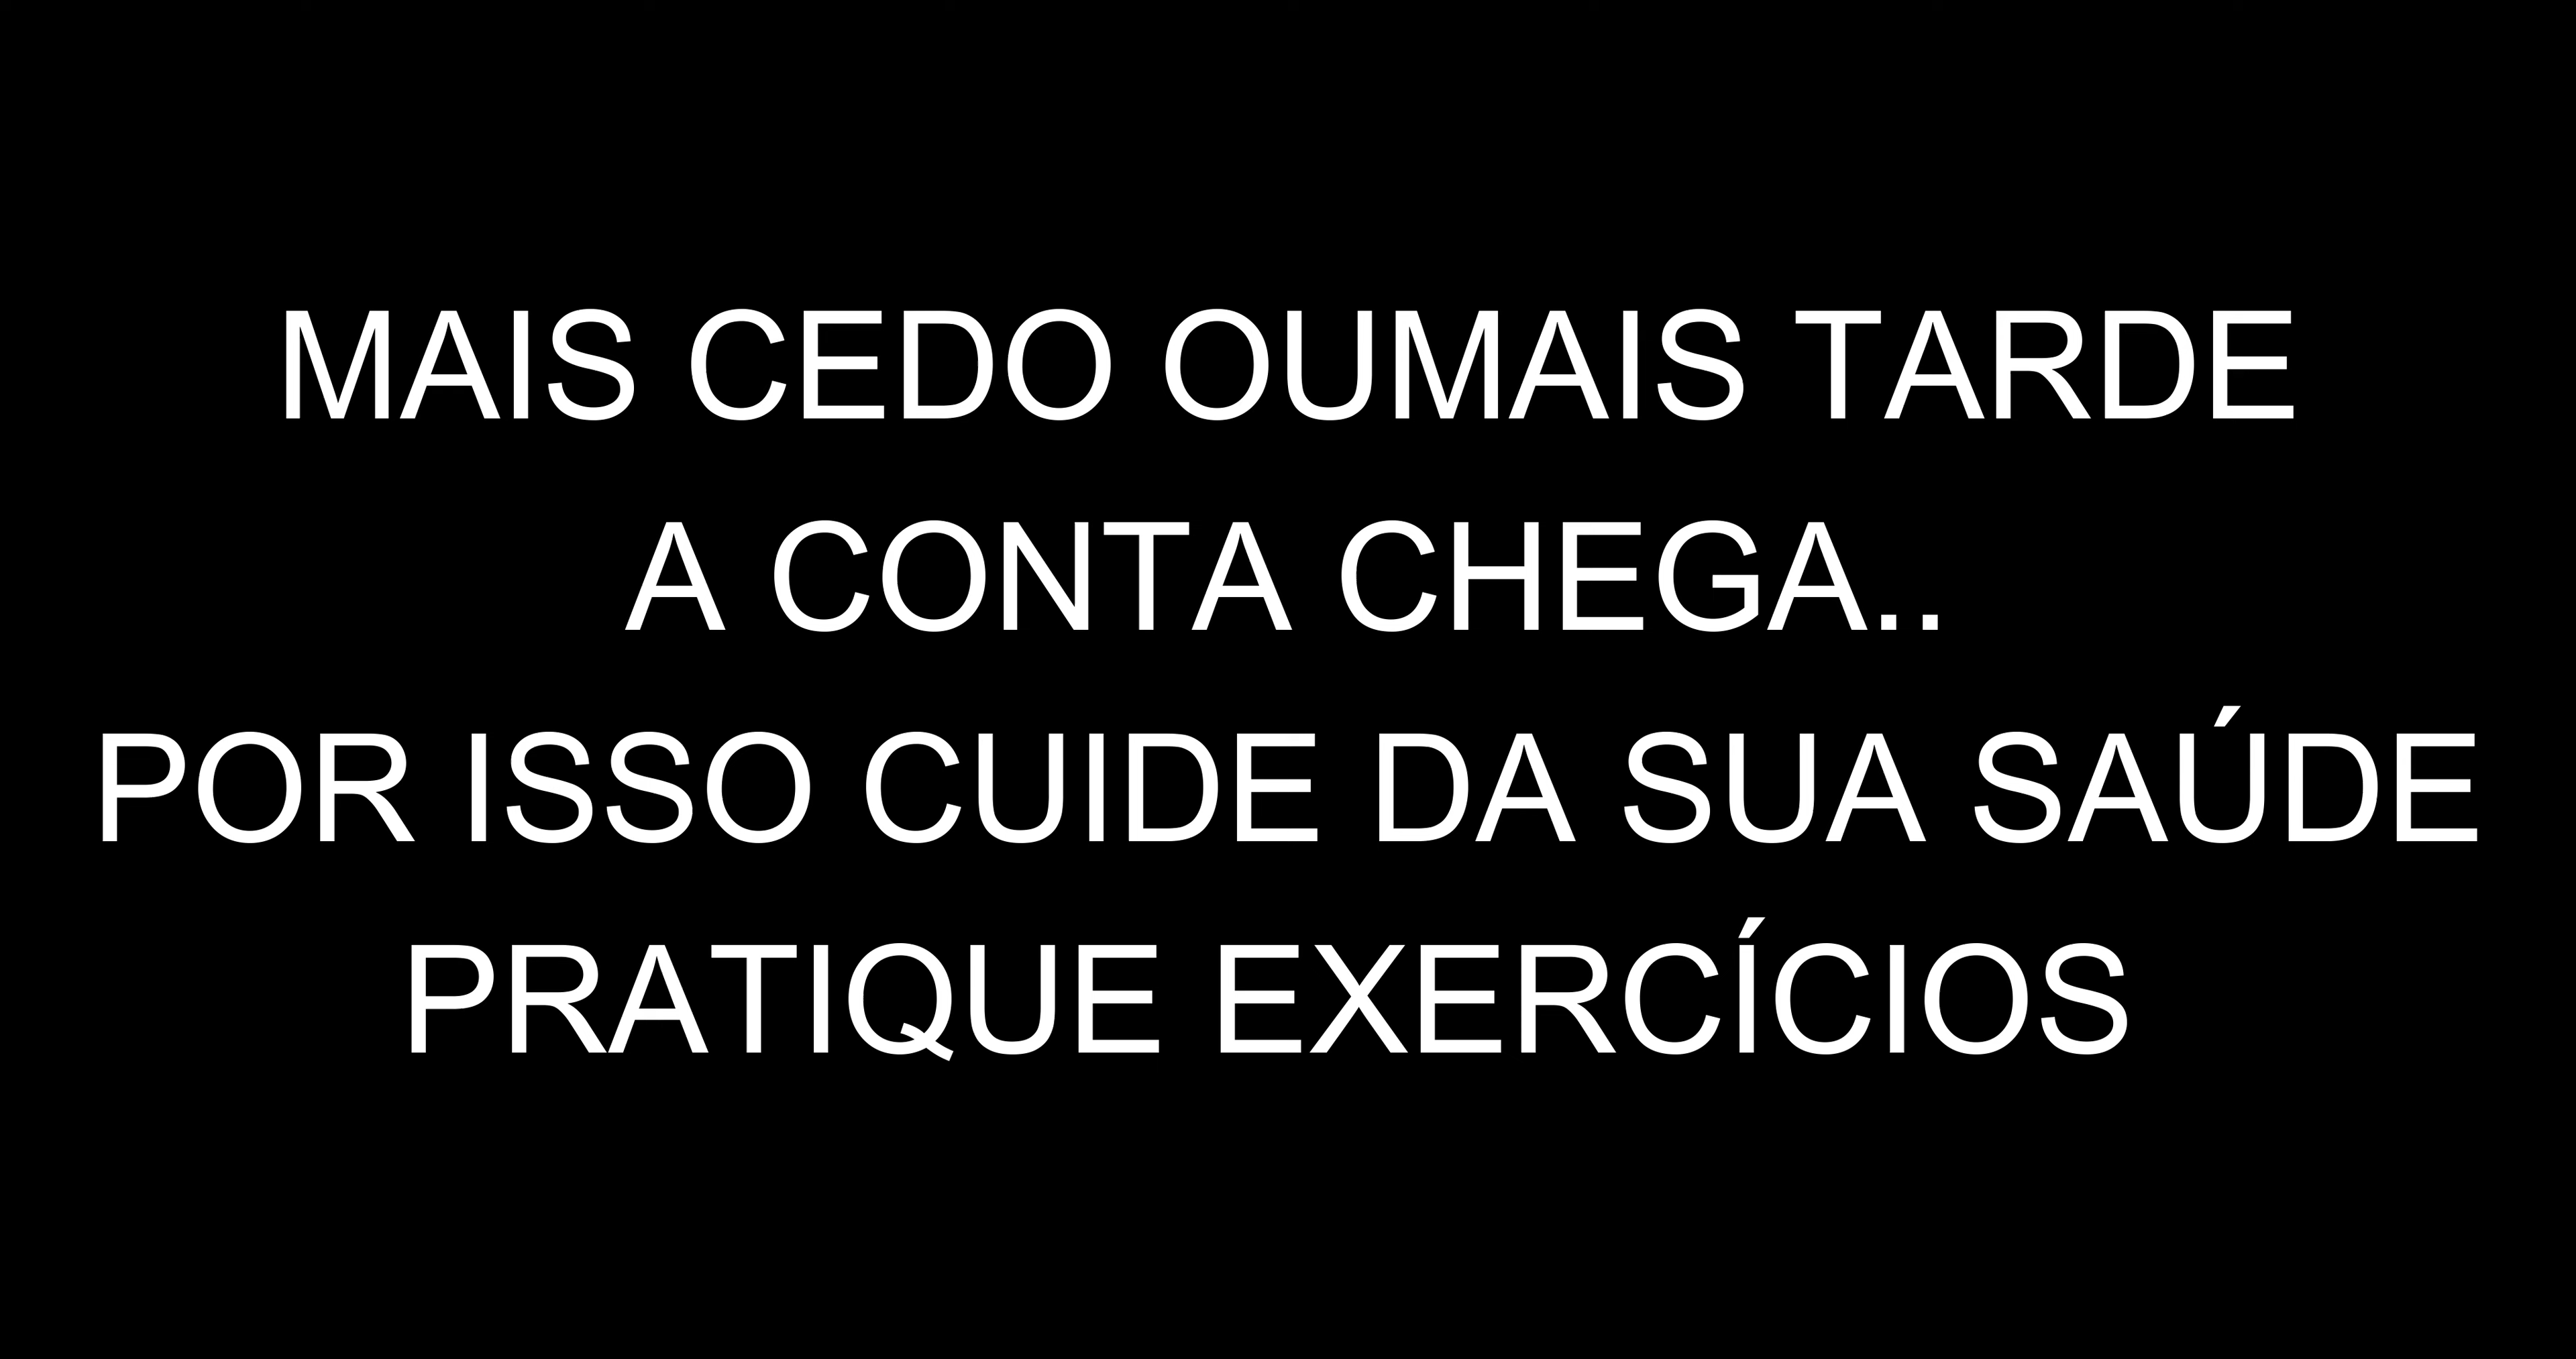 MAIS CEDO OUMAIS TARDE
A CONTA CHEGA..
POR ISSO CUIDE DA SUA SAÚDE
PRATIQUE EXERCÍCIOS